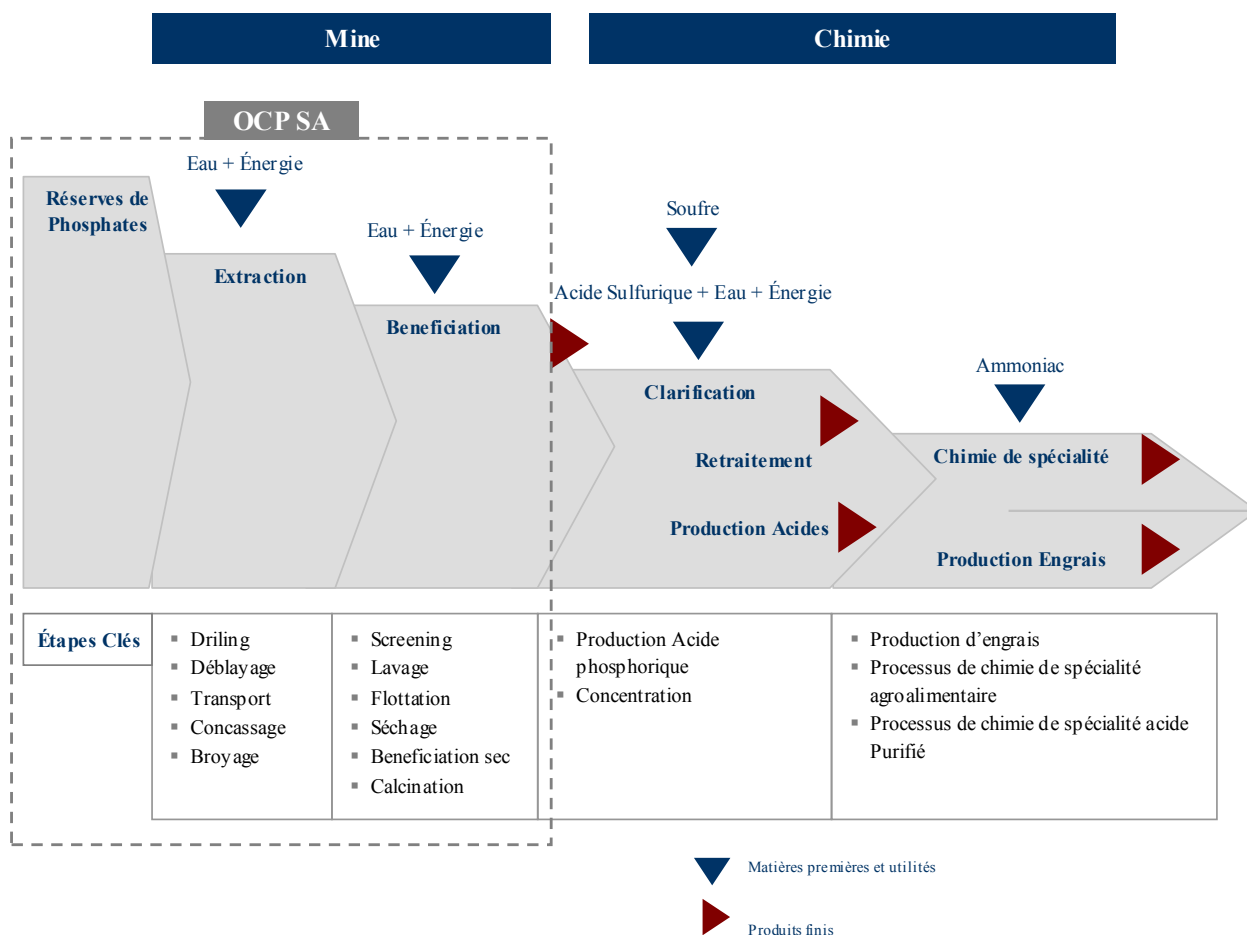 Mine
Chimie
OCP SA
Eau + Énergie
Réserves de
Phosphates
Soufre
Eau + Énergie
Extraction
Acide Sulfurique + Eau + Énergie
Beneficiation
Ammoniac
Clarification
Chimie de spécialité
Retraitement
Production Acides
Production Engrais
Étapes Clés
▪ Driling
▪ Déblayage
▪ Transport
▪ Concassage
▪ Broyage
▪ Screening
▪ Lavage
▪ Flottation
▪ Séchage
▪ Beneficiation sec
▪ Calcination
▪ Production Acide
phosphorique
▪ Concentration
▪ Production d’engrais
▪ Processus de chimie de spécialité
agroalimentaire
▪ Processus de chimie de spécialité acide
Purifié
Matières premières et utilités
Produits finis